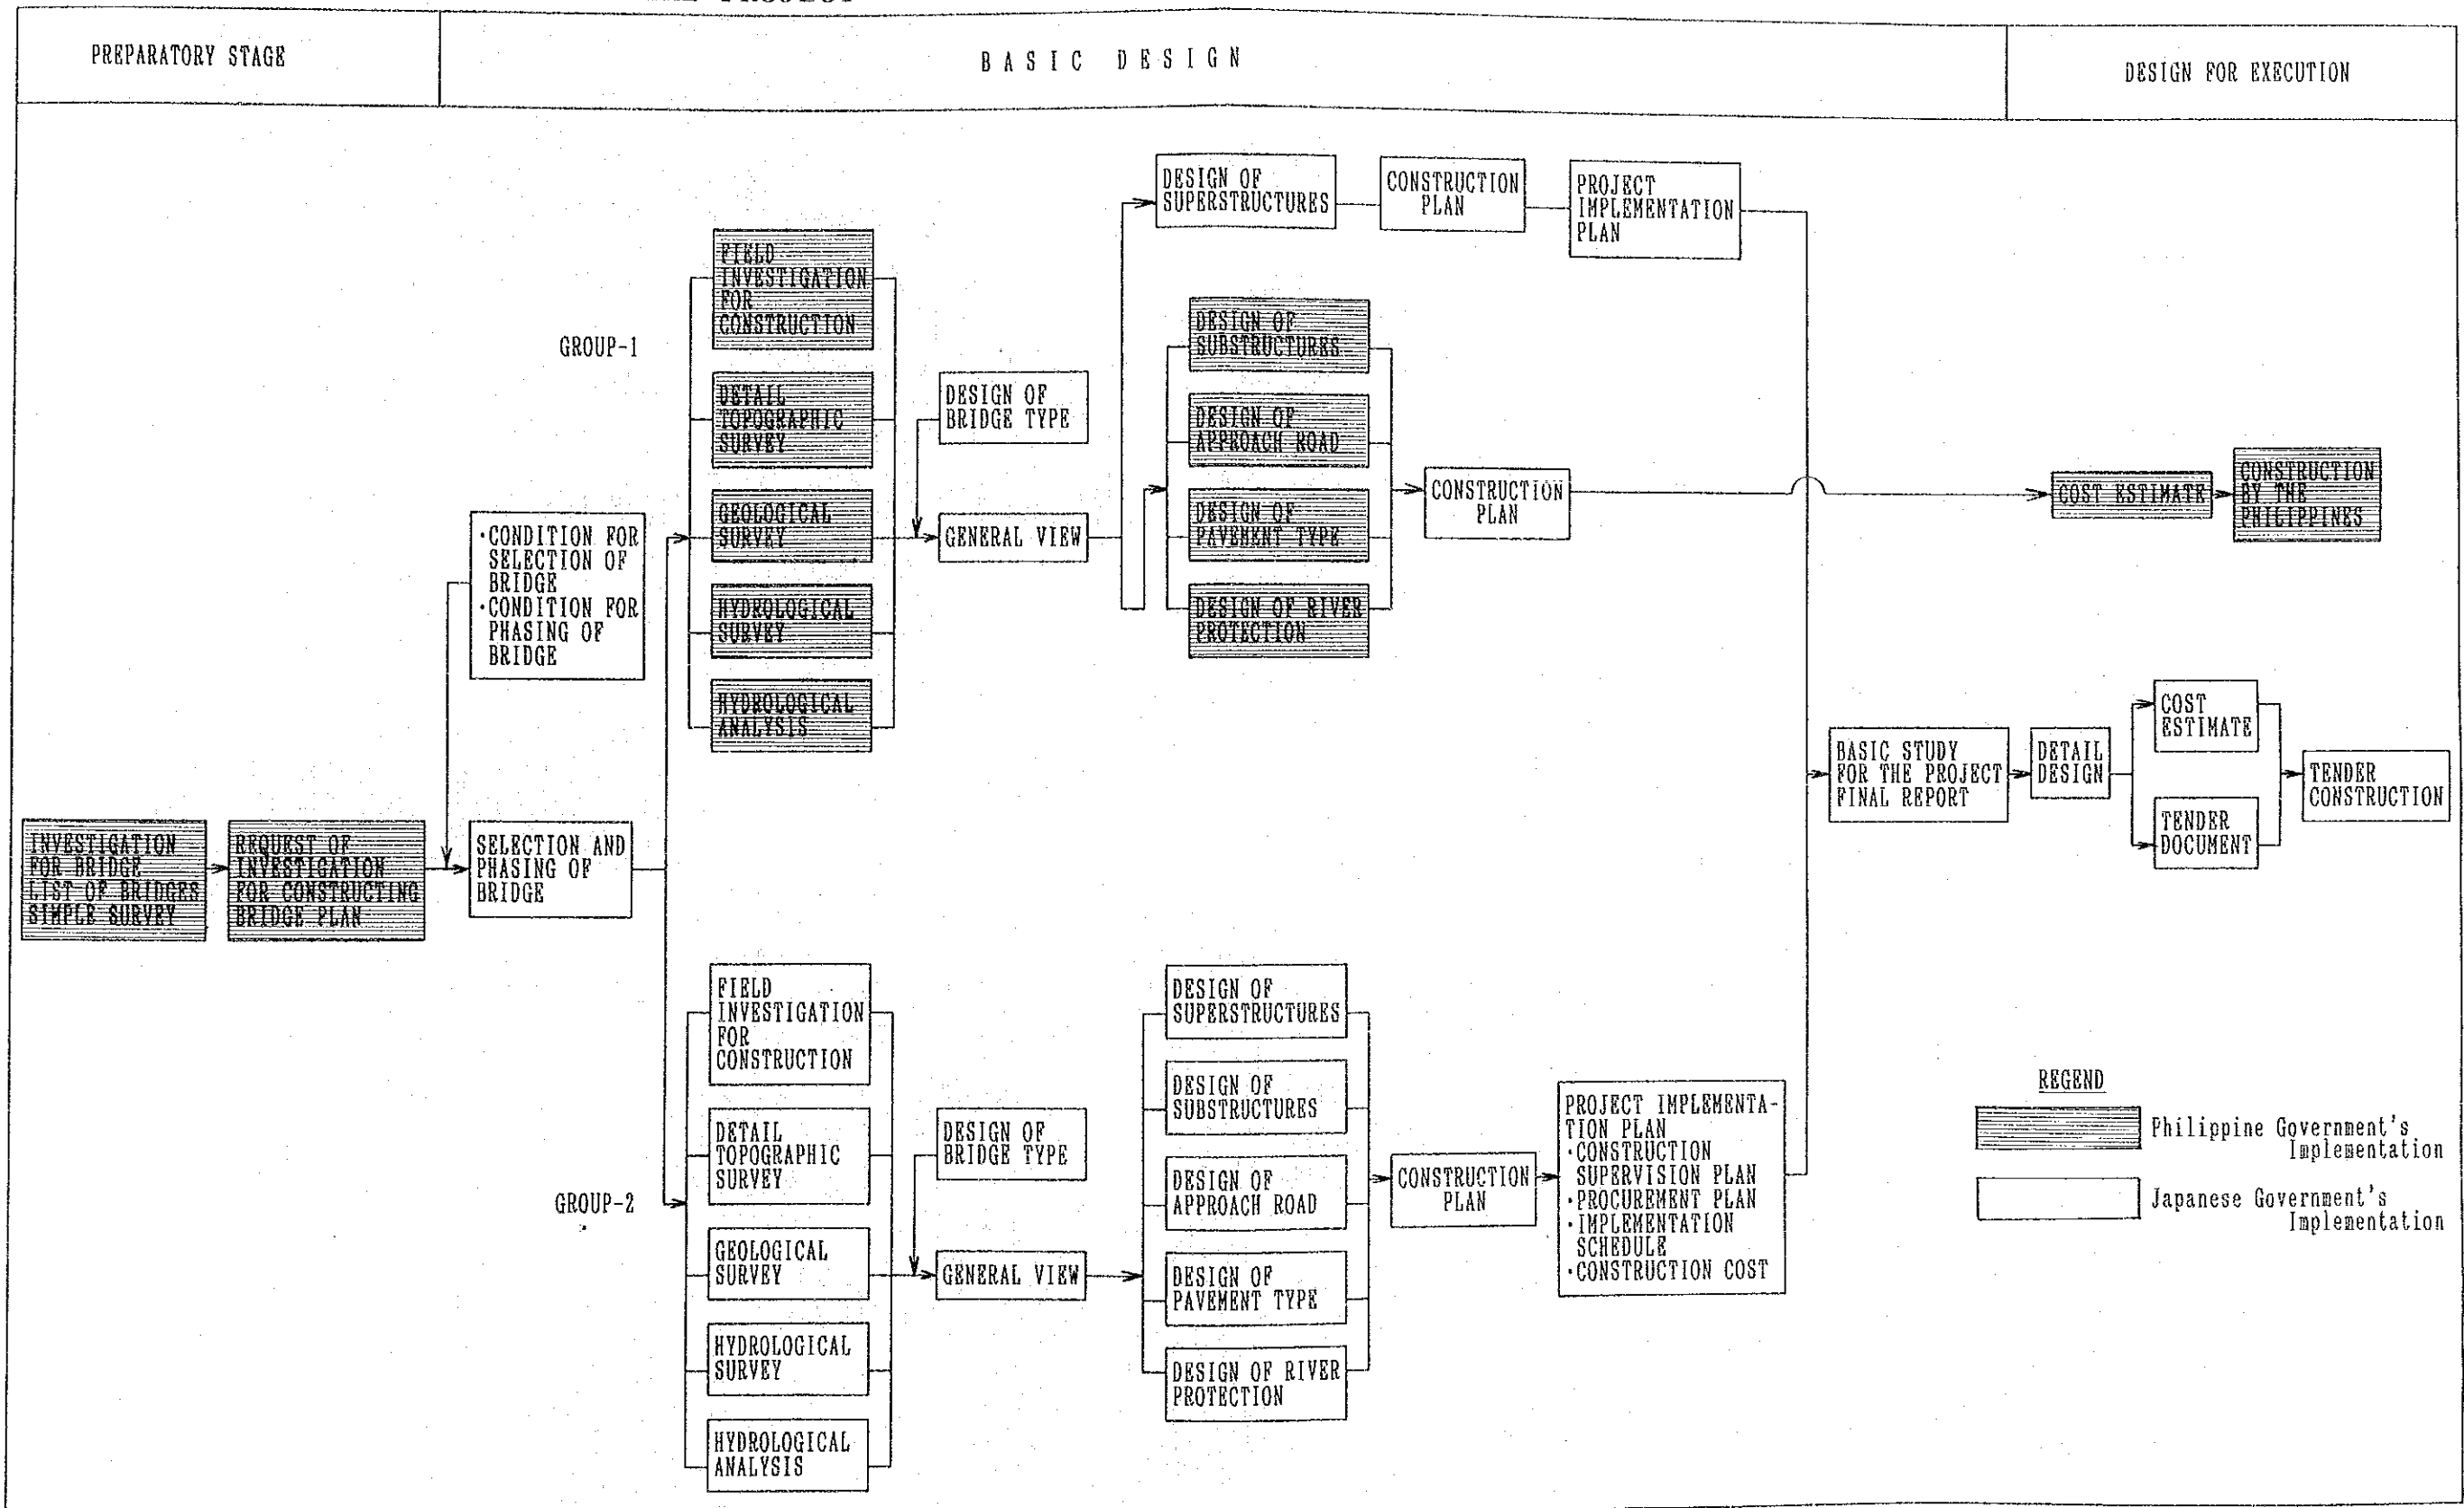 PREPARATORY STAGE
BASIC DESIGN
DESIGN FOR EXECUTION
INVESTIGATION
FOR BRIDGE
LIST OF BRIDGES
SIMPLE SURVEY
REQUEST OF
INVESTIGATION
FOR CONSTRUCTING
BRIDGE PLAN
·CONDITION FOR
SELECTION OF
BRIDGE
·CONDITION FOR
PHASING OF
BRIDGE
SELECTION AND
PHASING OF
BRIDGE
GROUP-1
FIELD
INVESTIGATION
FOR
CONSTRUCTION
DETAIL
TOPOGRAPHIC
SURVEY
GEOLOGICAL
SURVEY
HYDROLOGICAL
SURVEY
HYDROLOGICAL
ANALYSIS
DESIGN OF
BRIDGE TYPE
GENERAL VIEW
DESIGN OF
SUPERSTRUCTURES
CONSTRUCTION
PLAN
PROJECT
IMPLEMENTATION
PLAN
DESIGN OF
SUBSTRUCTURES
DESIGN OF
APPROACH ROAD
DESIGN OF
PAVEMENT TYPE
DESIGN OF RIVER
PROTECTION
CONSTRUCTION
PLAN
COST ESTIMATE
CONSTRUCTION
BY THE
PHILIPPINES
GROUP-2
FIELD
INVESTIGATION
FOR
CONSTRUCTION
DETAIL
TOPOGRAPHIC
SURVEY
GEOLOGICAL
SURVEY
HYDROLOGICAL
SURVEY
HYDROLOGICAL
ANALYSIS
DESIGN OF
BRIDGE TYPE
GENERAL VIEW
DESIGN OF
SUPERSTRUCTURES
DESIGN OF
SUBSTRUCTURES
DESIGN OF
APPROACH ROAD
DESIGN OF
PAVEMENT TYPE
DESIGN OF RIVER
PROTECTION
CONSTRUCTION
PLAN
PROJECT IMPLEMENTA-
TION PLAN
·CONSTRUCTION
SUPERVISION PLAN
·PROCUREMENT PLAN
·IMPLEMENTATION
SCHEDULE
·CONSTRUCTION COST
BASIC STUDY
FOR THE PROJECT
FINAL REPORT
DETAIL
DESIGN
COST
ESTIMATE
TENDER
DOCUMENT
TENDER
CONSTRUCTION
REGEND
Philippine Government's
Implementation
Japanese Government's
Implementation